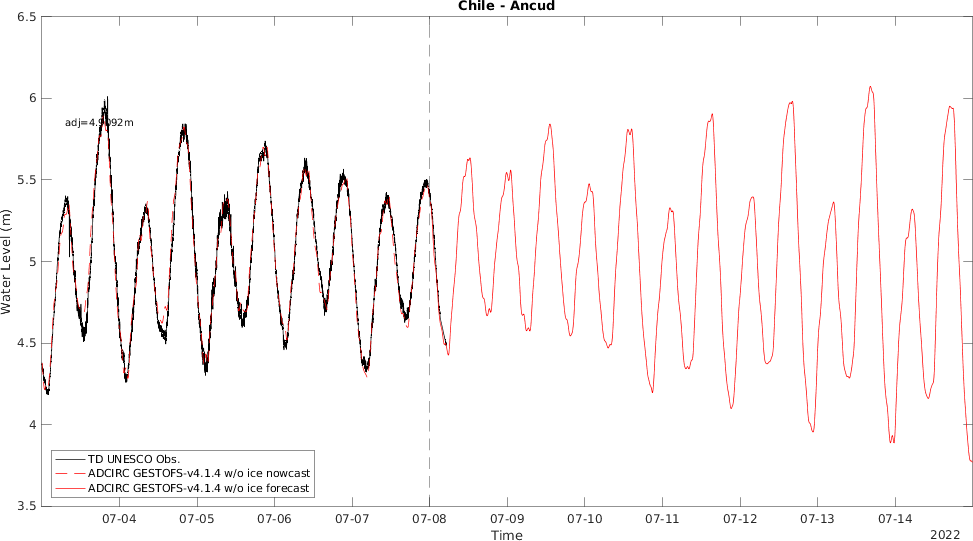 Chile - Ancud
6.5
6
5.5
5
4.5
4
3.5
Water Level (m)
TD UNESCO Obs.
ADCIRC GESTOFS-v4.1.4 w/o ice nowcast
ADCIRC GESTOFS-v4.1.4 w/o ice forecast
07-04 07-05 07-06 07-07 07-08 07-09 07-10 07-11 07-12 07-13 07-14
Time
2022